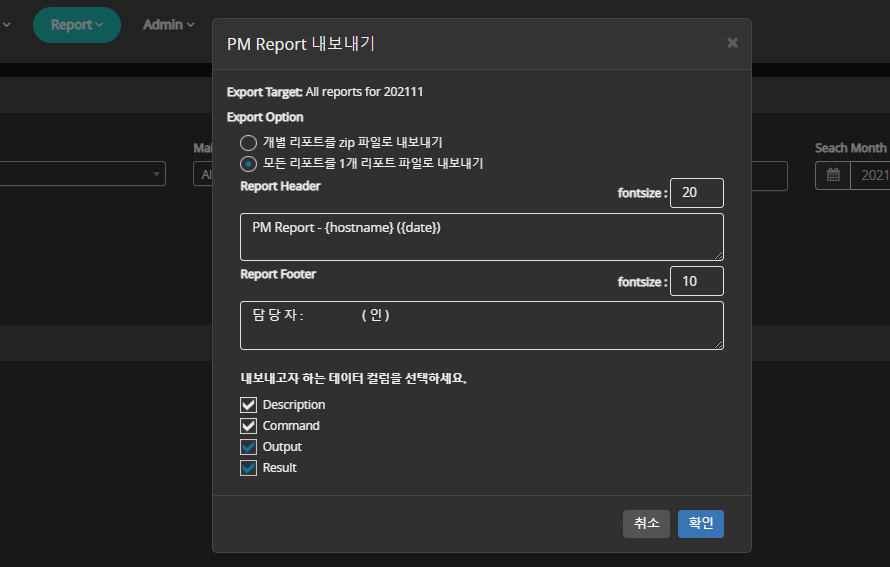 Report
Admin
PM Report 내보내기
Export Target: All reports for 202111
Export Option
개별 리포트를 zip 파일로 내보내기
모든 리포트를 1개 리포트 파일로 내보내기
Report Header
fontsize : 20
PM Report - {hostname} ({date})
Report Footer
fontsize : 10
담 당 자 : ( 인 )
내보내고자 하는 데이터 컬럼을 선택하세요.
Description
Command
Output
Result
취소 확인
Seach Month
2021